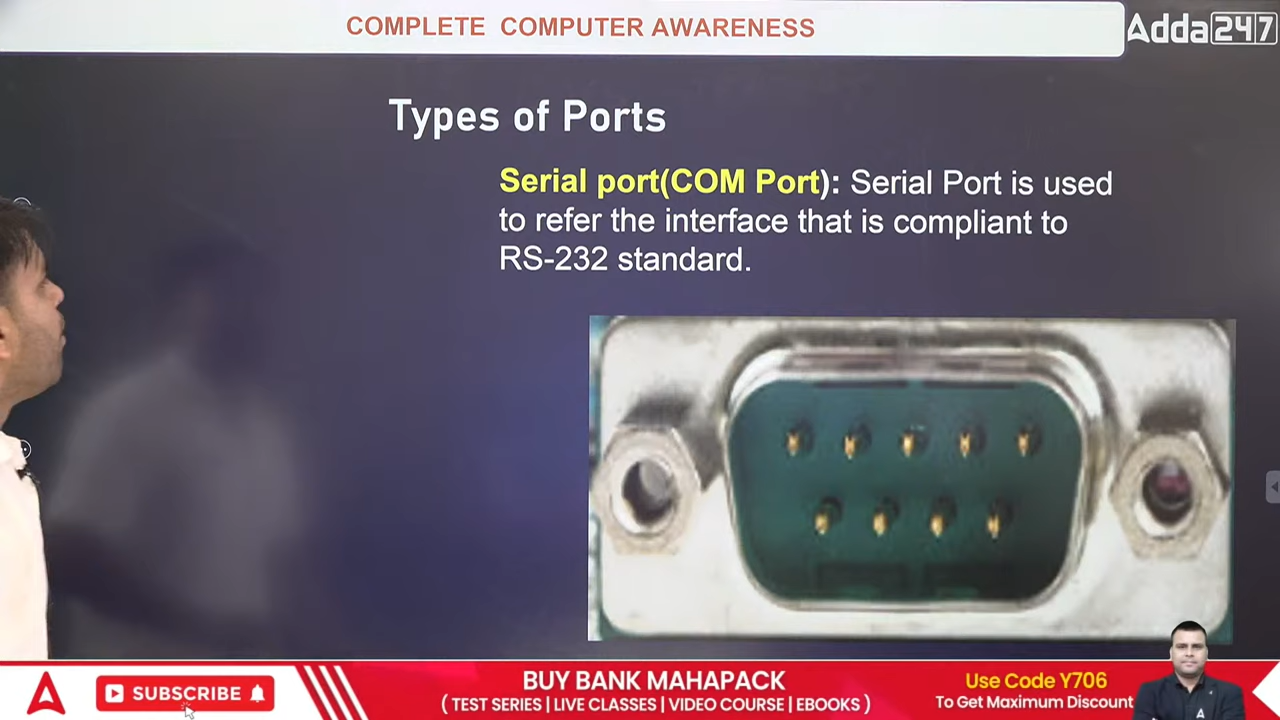 COMPLETE COMPUTER AWARENESS
Adda247
Types of Ports
Serial port(COM Port): Serial Port is used
to refer the interface that is compliant to
RS-232 standard.
SUBSCRIBE
BUY BANK MAHAPACK
( TEST SERIES | LIVE CLASSES | VIDEO COURSE | EBOOKS )
Use Code Y706
To Get Maximum Discount